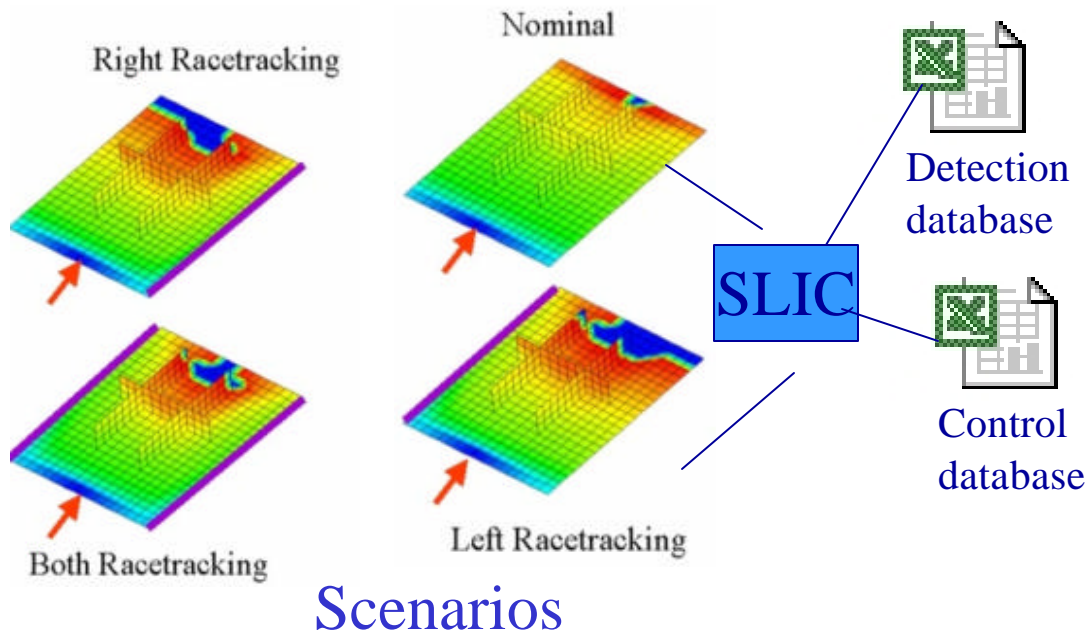 Nominal
Right Racetracking
Detection
database
SLIC
Control
database
Left Racetracking
Both Racetracking
Scenarios